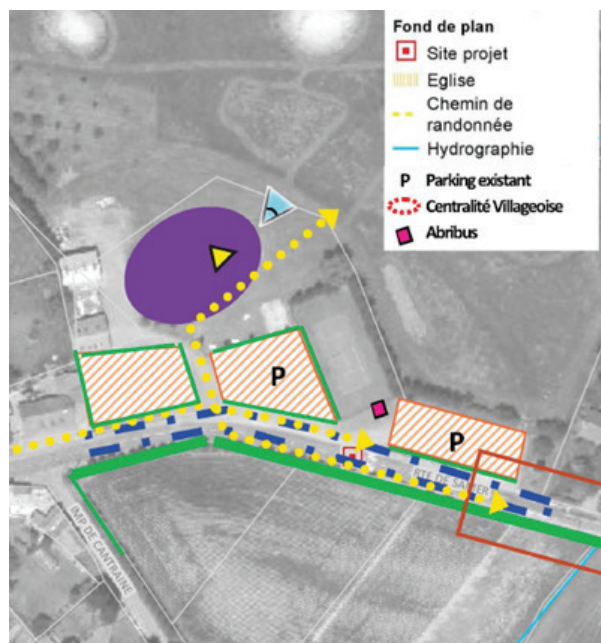 Fond de plan
Site projet
Eglise
Chemin de
randonnée
Hydrographie
P Parking existant
Centralité Villageoise
Abribus
P
P
RTE DE SAMER
IMP DE CANTRAINE